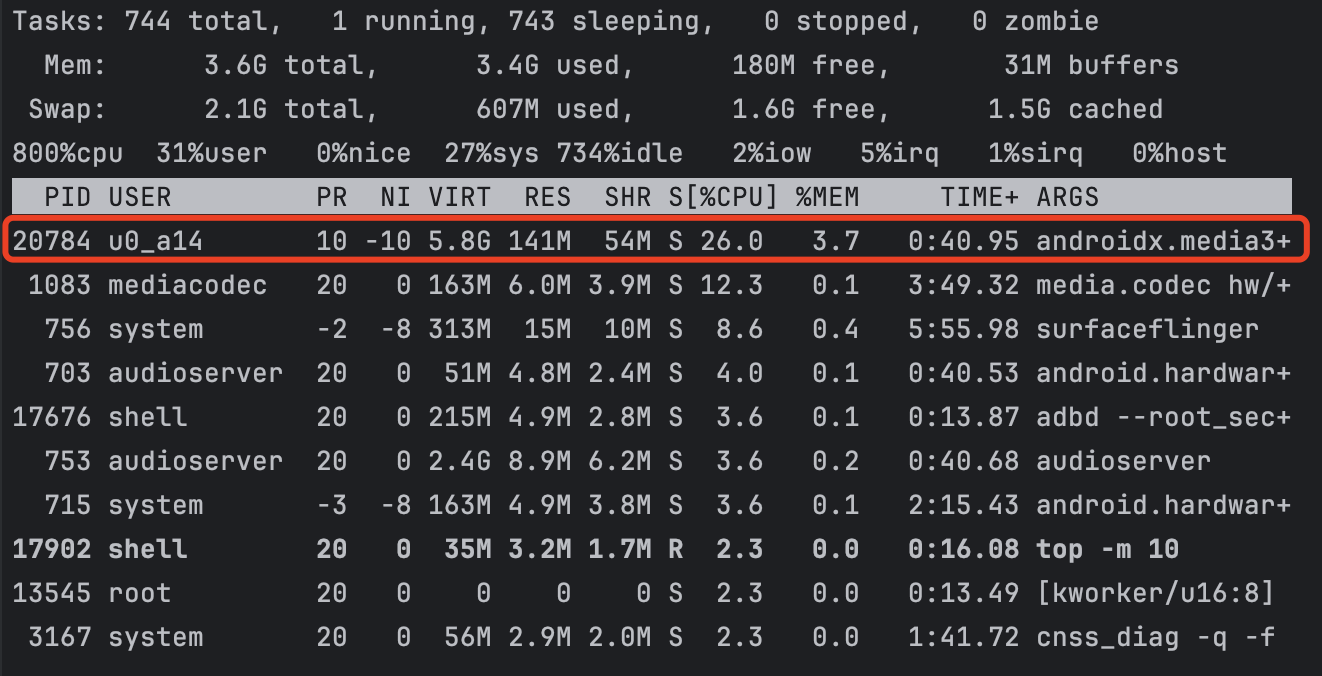 Tasks: 744 total,   1 running, 743 sleeping,   0 stopped,   0 zombie
  Mem:      3.6G total,      3.4G used,      180M free,       31M buffers
 Swap:      2.1G total,      607M used,      1.6G free,      1.5G cached
800%cpu  31%user   0%nice  27%sys 734%idle   2%iow   5%irq   1%sirq   0%host
  PID USER         PR  NI VIRT  RES  SHR S[%CPU] %MEM     TIME+ ARGS
20784 u0_a14       10 -10 5.8G 141M  54M S 26.0   3.7   0:40.95 androidx.media3+
 1083 mediacodec   20   0 163M 6.0M 3.9M S 12.3   0.1   3:49.32 media.codec hw/+
  756 system       -2  -8 313M  15M  10M S  8.6   0.4   5:55.98 surfaceflinger
  703 audioserver  20   0  51M 4.8M 2.4M S  4.0   0.1   0:40.53 android.hardwar+
17676 shell        20   0 215M 4.9M 2.8M S  3.6   0.1   0:13.87 adbd --root_sec+
  753 audioserver  20   0 2.4G 8.9M 6.2M S  3.6   0.2   0:40.68 audioserver
  715 system       -3  -8 163M 4.9M 3.8M S  3.6   0.1   2:15.43 android.hardwar+
17902 shell        20   0  35M 3.2M 1.7M R  2.3   0.0   0:16.08 top -m 10
13545 root         20   0    0    0    0 S  2.3   0.0   0:13.49 [kworker/u16:8]
 3167 system       20   0  56M 2.9M 2.0M S  2.3   0.0   1:41.72 cnss_diag -q -f